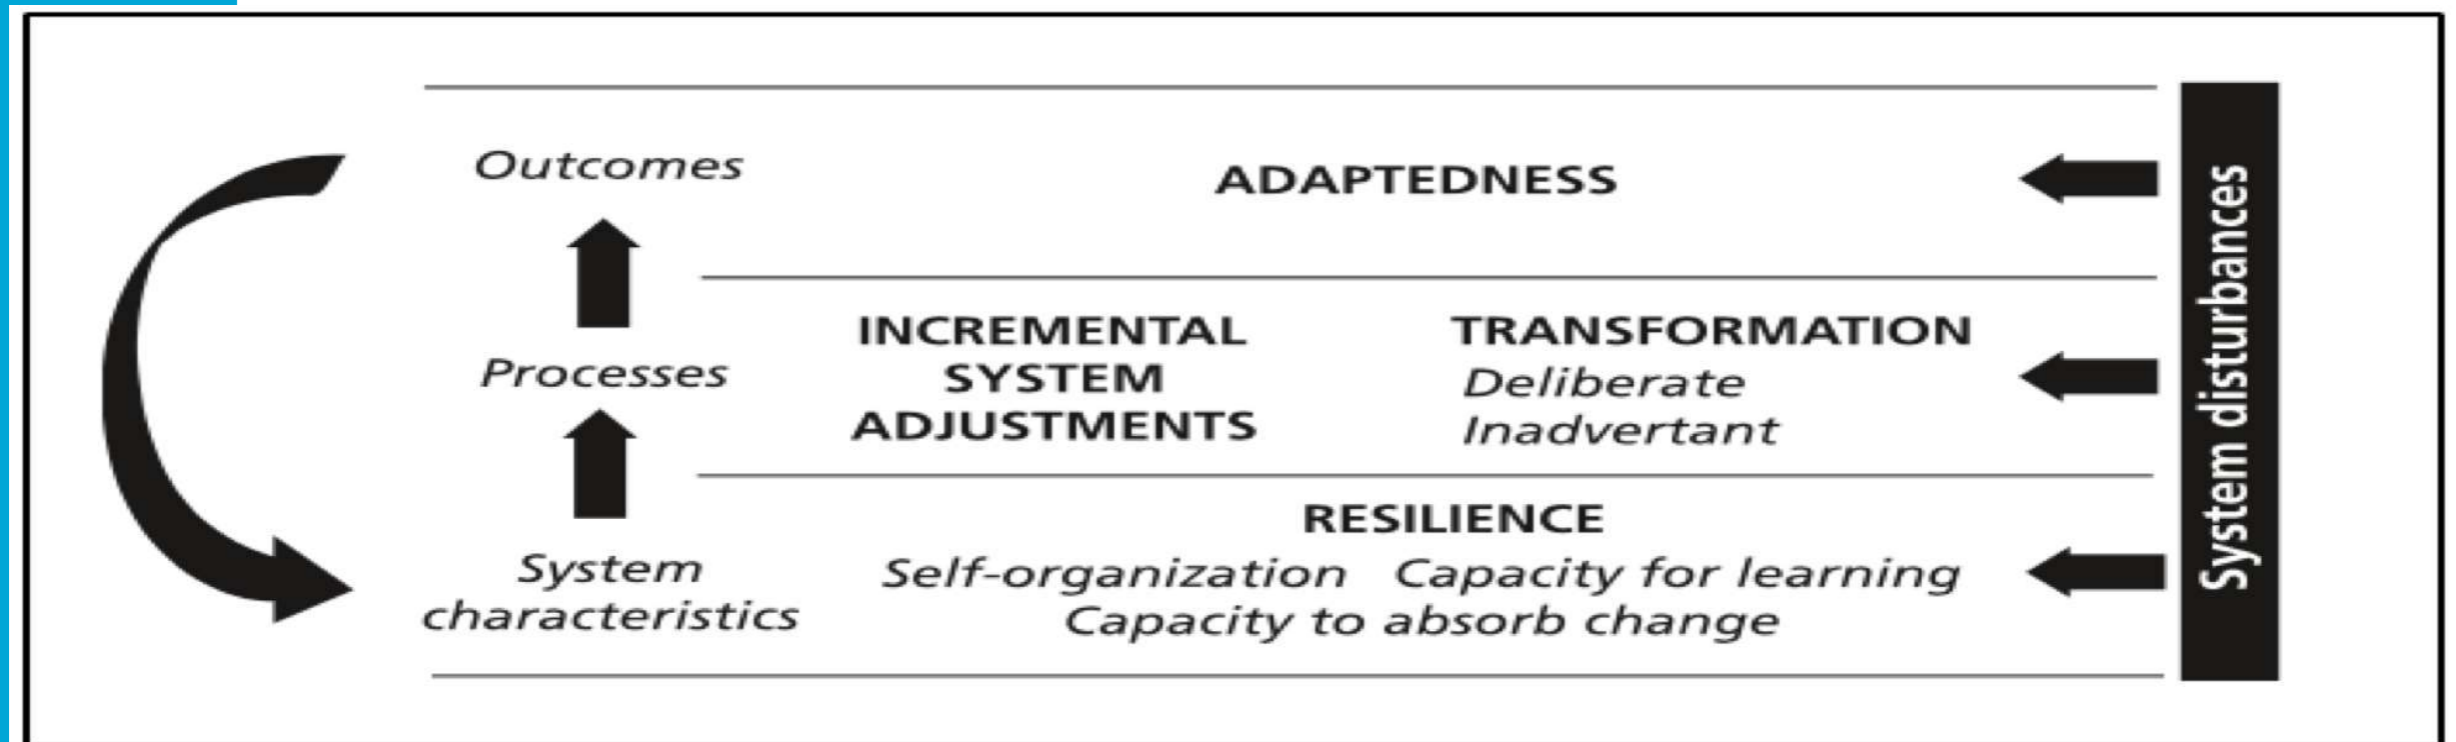 Outcomes
ADAPTEDNESS
Processes
INCREMENTAL
SYSTEM
ADJUSTMENTS
TRANSFORMATION
Deliberate
Inadvertant
System
characteristics
RESILIENCE
Self-organization Capacity for learning
Capacity to absorb change
System disturbances